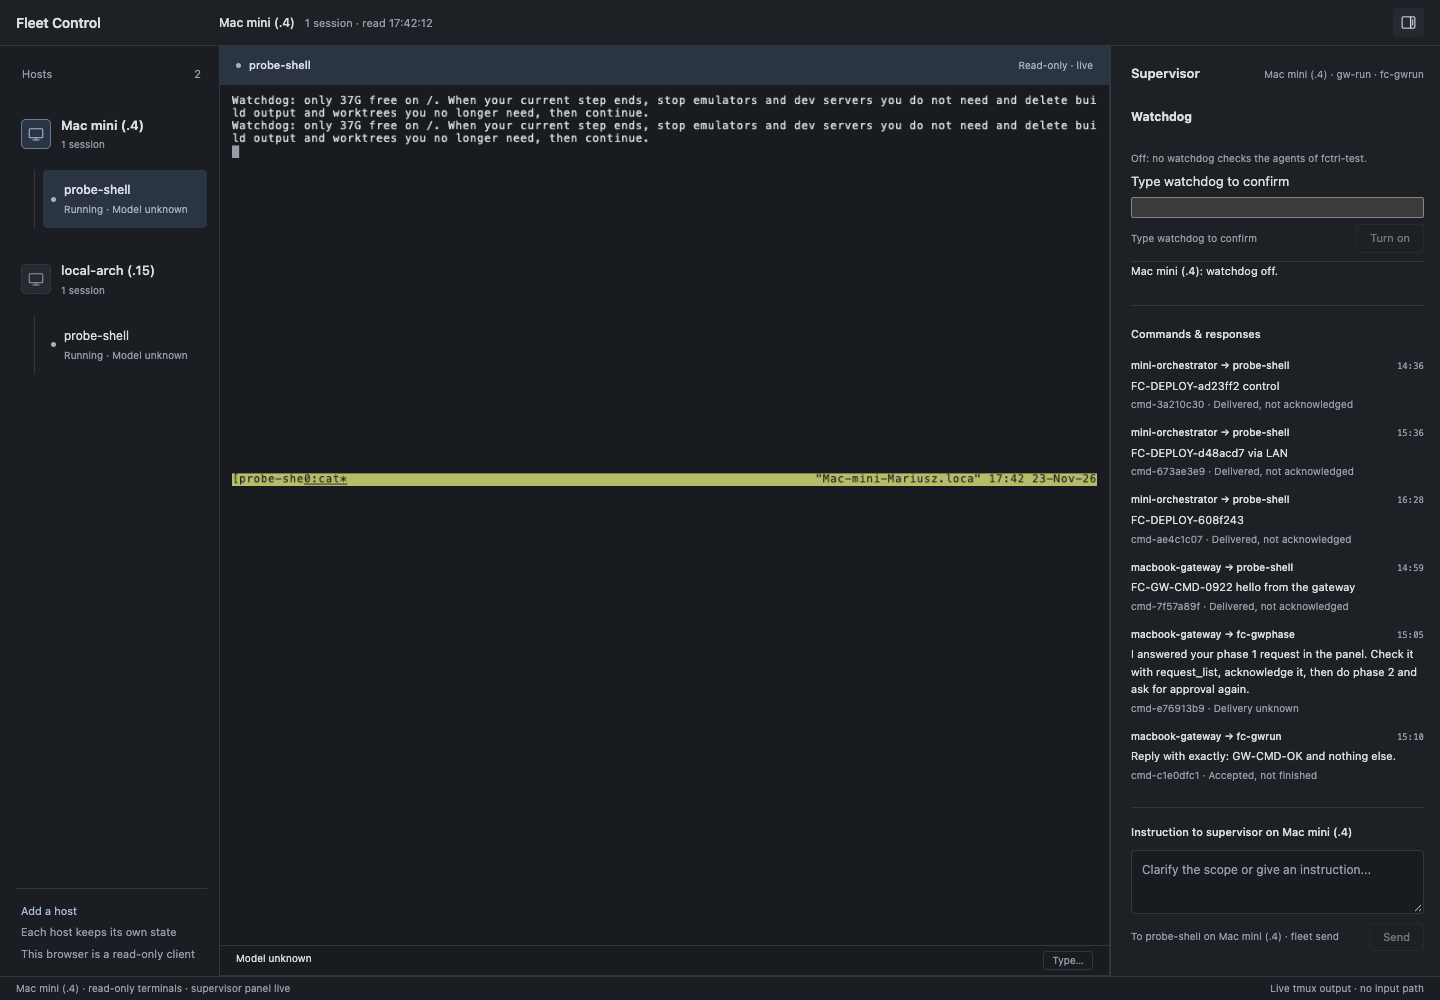 Fleet Control
Mac mini (.4) 1 session · read 17:42:12
Hosts 2
Mac mini (.4)
1 session
probe-shell
Running · Model unknown
local-arch (.15)
1 session
probe-shell
Running · Model unknown
Add a host
Each host keeps its own state
This browser is a read-only client
probe-shell Read-only · live
Watchdog: only 37G free on /. When your current step ends, stop emulators and dev servers you do not need and delete bui
ld output and worktrees you no longer need, then continue.
Watchdog: only 37G free on /. When your current step ends, stop emulators and dev servers you do not need and delete bui
ld output and worktrees you no longer need, then continue.
[probe-she0:cat* "Mac-mini-Mariusz.loca" 17:42 23-Nov-26
Model unknown Type...
Supervisor Mac mini (.4) · gw-run · fc-gwrun
Watchdog
Off: no watchdog checks the agents of fctrl-test.
Type watchdog to confirm
Type watchdog to confirm Turn on
Mac mini (.4): watchdog off.
Commands & responses
mini-orchestrator → probe-shell 14:36
FC-DEPLOY-ad23ff2 control
cmd-3a210c30 · Delivered, not acknowledged
mini-orchestrator → probe-shell 15:36
FC-DEPLOY-d48acd7 via LAN
cmd-673ae3e9 · Delivered, not acknowledged
mini-orchestrator → probe-shell 16:28
FC-DEPLOY-608f243
cmd-ae4c1c07 · Delivered, not acknowledged
macbook-gateway → probe-shell 14:59
FC-GW-CMD-0922 hello from the gateway
cmd-7f57a89f · Delivered, not acknowledged
macbook-gateway → fc-gwphase 15:05
I answered your phase 1 request in the panel. Check it
with request_list, acknowledge it, then do phase 2 and
ask for approval again.
cmd-e76913b9 · Delivery unknown
macbook-gateway → fc-gwrun 15:10
Reply with exactly: GW-CMD-OK and nothing else.
cmd-c1e0dfc1 · Accepted, not finished
Instruction to supervisor on Mac mini (.4)
Clarify the scope or give an instruction...
To probe-shell on Mac mini (.4) · fleet send Send
Mac mini (.4) · read-only terminals · supervisor panel live Live tmux output · no input path